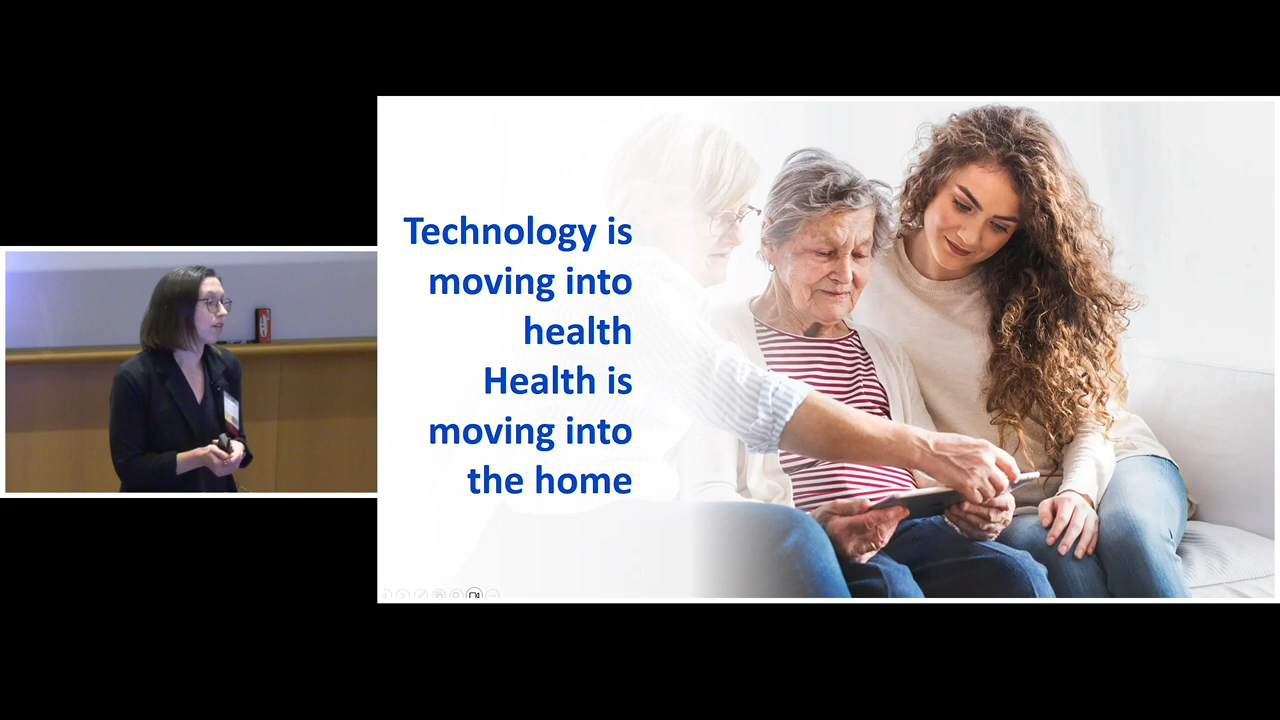 Technology is
moving into
health
Health is
moving into
the home